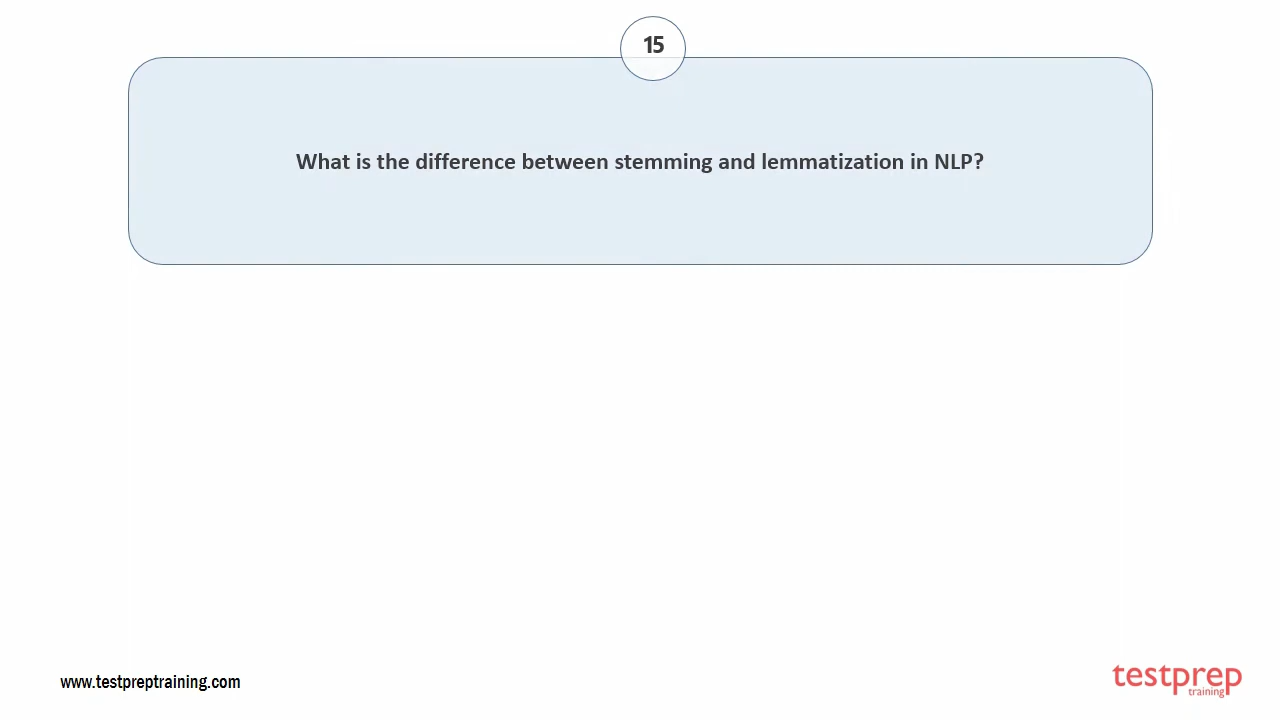 15
What is the difference between stemming and lemmatization in NLP?
www.testpreptraining.com
testprep
training